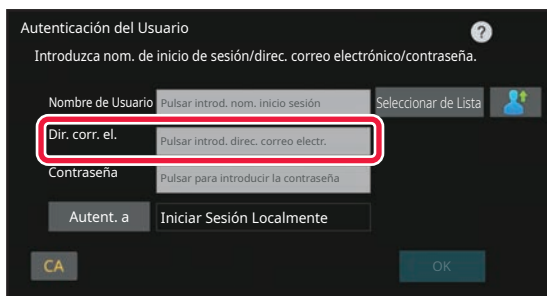 Autenticación del Usuario
?
Introduzca nom. de inicio de sesión/direc. correo electrónico/contraseña.
Nombre de Usuario Pulsar introd. nom. inicio sesión Seleccionar de Lista
Dir. corr. el. Pulsar introd. direc. correo electr.
Contraseña Pulsar para introducir la contraseña
Autent. a Iniciar Sesión Localmente
CA OK